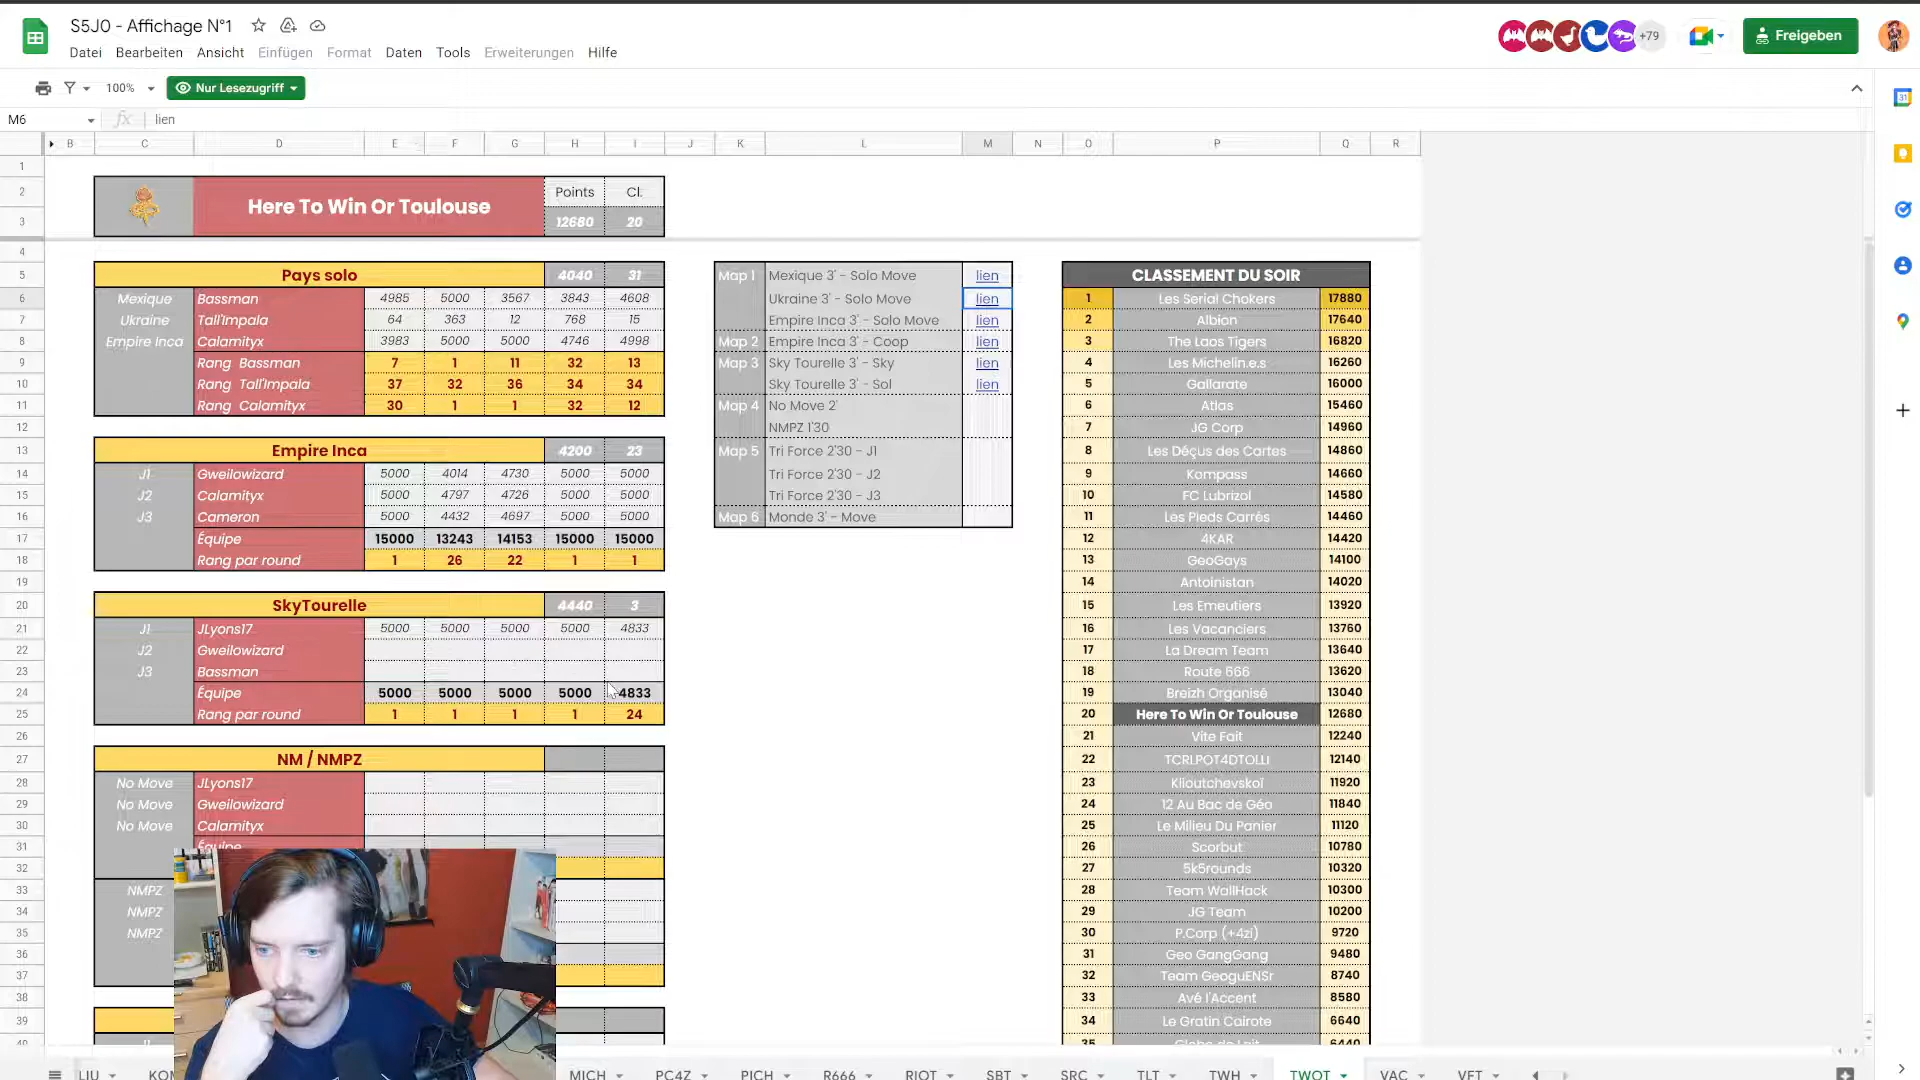 S5J0 - Affichage N°1
+79
Freigeben
Datei Bearbeiten Ansicht Einfügen Format Daten Tools Erweiterungen Hilfe
100% Nur Lesezugriff
M6 fx lien
B C D E F G H I J K L M N O P Q R
1
2 Here To Win Or Toulouse Points Cl.
3 12680 20
4
5 Pays solo 4040 31 Map 1 Mexique 3' - Solo Move lien CLASSEMENT DU SOIR
6 Mexique Bassman 4985 5000 3567 3843 4608 Ukraine 3' - Solo Move lien 1 Les Serial Chokers 17880
7 Ukraine Tall'Impala 64 363 12 768 15 Empire Inca 3' - Solo Move lien 2 Albion 17640
8 Empire Inca Calamityx 3983 5000 5000 4746 4998 Map 2 Empire Inca 3' - Coop lien 3 The Laos Tigers 16820
9 Rang Bassman 7 1 11 32 13 Map 3 Sky Tourelle 3' - Sky lien 4 Les Michelin.e.s 16260
10 Rang Tall'Impala 37 32 36 34 34 Sky Tourelle 3' - Sol lien 5 Gallarate 16000
11 Rang Calamityx 30 1 1 32 12 Map 4 No Move 2' 6 Atlas 15460
12 NMPZ 1'30 7 JG Corp 14960
13 Empire Inca 4200 23 Map 5 Tri Force 2'30 - J1 8 Les Déçus des Cartes 14860
14 J1 Gweilowizard 5000 4014 4730 5000 5000 Tri Force 2'30 - J2 9 Kompass 14660
15 J2 Calamityx 5000 4797 4726 5000 5000 Tri Force 2'30 - J3 10 FC Lubrizol 14580
16 J3 Cameron 5000 4432 4697 5000 5000 Map 6 Monde 3' - Move 11 Les Pieds Carrés 14460
17 Équipe 15000 13243 14153 15000 15000 12 4KAR 14420
18 Rang par round 1 26 22 1 1 13 GeoGays 14100
19 14 Antoinistan 14020
20 SkyTourelle 4440 3 15 Les Emeutiers 13920
21 J1 JLyons17 5000 5000 5000 5000 4833 16 Les Vacanciers 13760
22 J2 Gweilowizard 17 La Dream Team 13640
23 J3 Bassman 18 Route 666 13620
24 Équipe 5000 5000 5000 5000 4833 19 Breizh Organisé 13040
25 Rang par round 1 1 1 1 24 20 Here To Win Or Toulouse 12680
26 21 Vite Fait 12240
27 NM / NMPZ 22 TCRLPOT4DTOLLI 12140
28 No Move JLyons17 23 Klioutchevskoï 11920
29 No Move Gweilowizard 24 12 Au Bac de Géo 11840
30 No Move Calamityx 25 Le Milieu Du Panier 11120
31 Équipe 26 Scorbut 10780
32 27 5k5rounds 10320
33 NMPZ 28 Team WallHack 10300
34 NMPZ 29 JG Team 10200
35 NMPZ 30 P.Corp (+4zi) 9720
36 31 Geo GangGang 9480
37 32 Team GeoguENSr 8740
38 33 Avé l'Accent 8580
39 34 Le Gratin Cairote 6640
40 35 6440
LIU MICH PC4Z PICH R666 RIOT SBT SRC TLT TWH TWOT VAC VFT